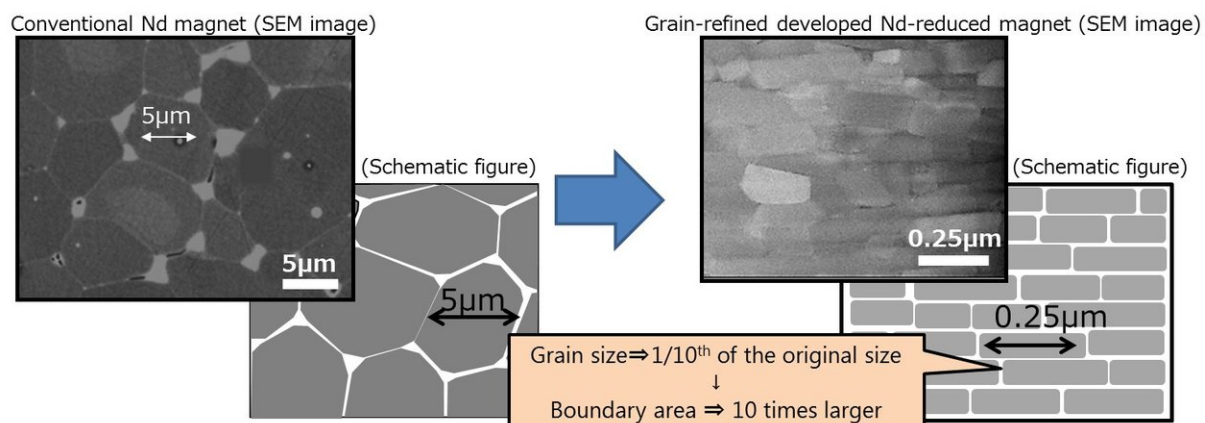 Conventional Nd magnet (SEM image)
5μm
5μm
(Schematic figure)
5μm
Grain-refined developed Nd-reduced magnet (SEM image)
0.25μm
(Schematic figure)
0.25μm
Grain size⇒1/10th of the original size
↓
Boundary area ⇒ 10 times larger